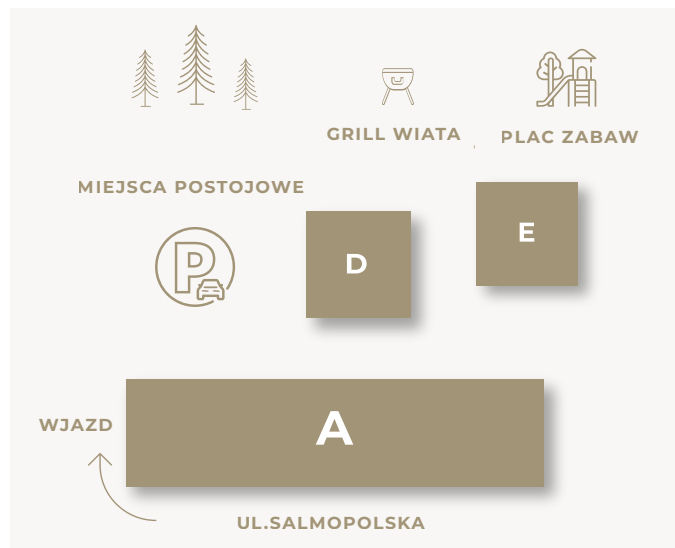 GRILL WIATA
PLAC ZABAW
MIEJSCA POSTOJOWE
P
D
E
A
WJAZD
UL.SALMOPOLSKA